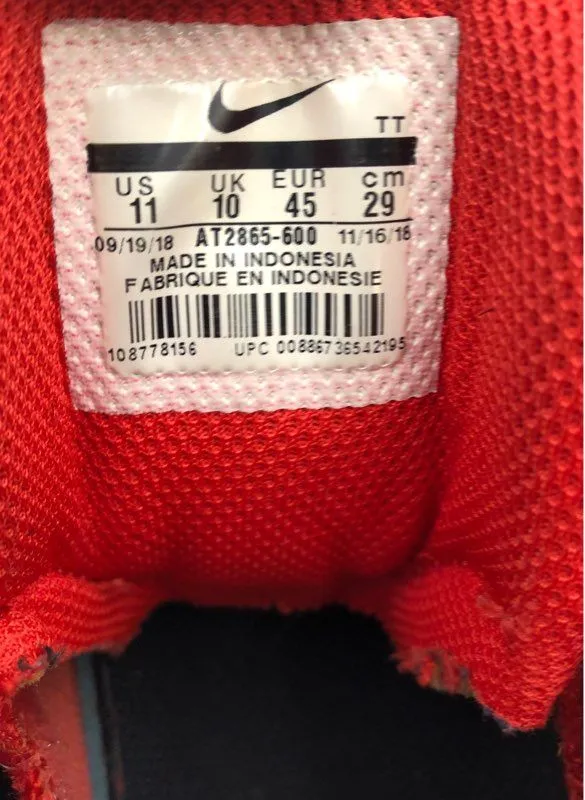 TT
US UK EUR cm
11 10 45 29
09/19/18 AT2865-600 11/16/18
MADE IN INDONESIA
FABRIQUE EN INDONESIE
108778156 UPC 00886736542195